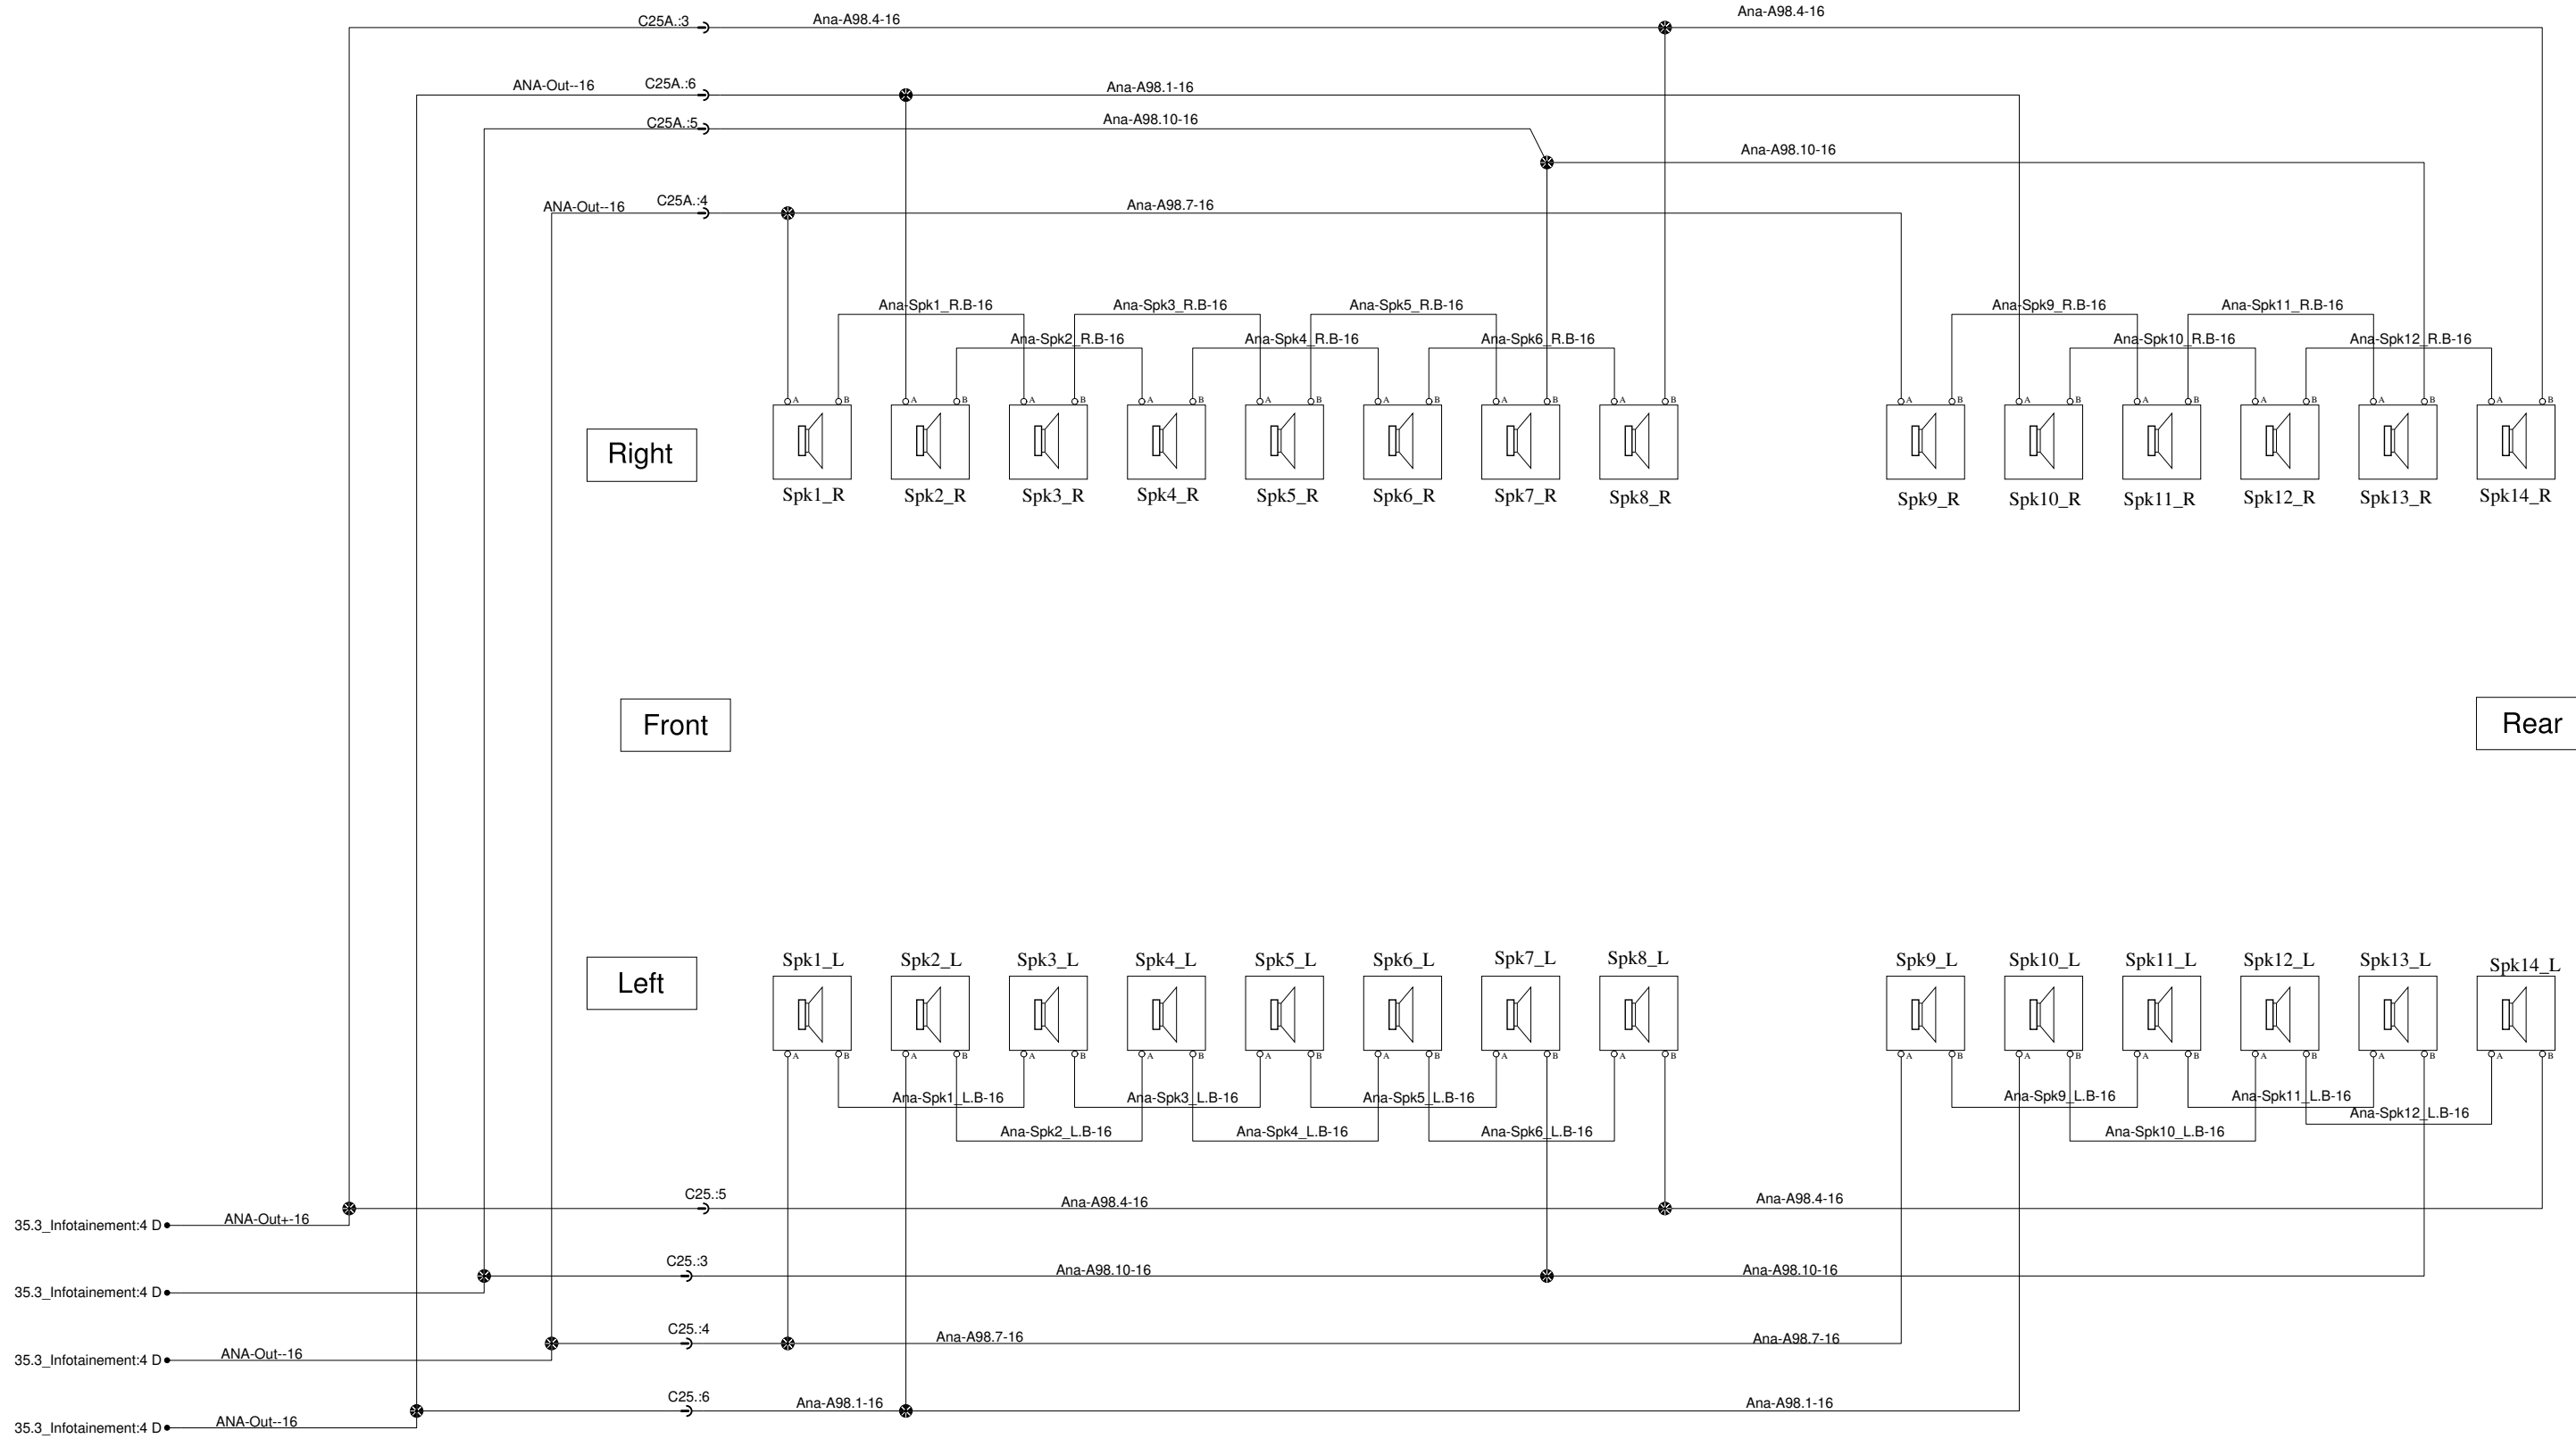 C25A.:3 Ana-A98.4-16 Ana-A98.4-16
ANA-Out--16 C25A.:6 Ana-A98.1-16
C25A.:5 Ana-A98.10-16
Ana-A98.10-16
ANA-Out--16 C25A.:4 Ana-A98.7-16
Ana-Spk1_R.B-16 Ana-Spk3_R.B-16 Ana-Spk5_R.B-16 Ana-Spk9_R.B-16 Ana-Spk11_R.B-16
Ana-Spk2_R.B-16 Ana-Spk4_R.B-16 Ana-Spk6_R.B-16 Ana-Spk10_R.B-16 Ana-Spk12_R.B-16
A B A B A B A B A B A B A B A B A B A B A B A B A B A B
Right
Spk1_R Spk2_R Spk3_R Spk4_R Spk5_R Spk6_R Spk7_R Spk8_R Spk9_R Spk10_R Spk11_R Spk12_R Spk13_R Spk14_R
Front Rear
Spk1_L Spk2_L Spk3_L Spk4_L Spk5_L Spk6_L Spk7_L Spk8_L Spk9_L Spk10_L Spk11_L Spk12_L Spk13_L Spk14_L
Left
A B A B A B A B A B A B A B A B A B A B A B A B A B A B
Ana-Spk1_L.B-16 Ana-Spk3_L.B-16 Ana-Spk5_L.B-16 Ana-Spk9_L.B-16 Ana-Spk11_L.B-16
Ana-Spk12_L.B-16
Ana-Spk2_L.B-16 Ana-Spk4_L.B-16 Ana-Spk6_L.B-16 Ana-Spk10_L.B-16
C25.:5 Ana-A98.4-16 Ana-A98.4-16
35.3_Infotainement:4 D ANA-Out+-16
C25.:3 Ana-A98.10-16 Ana-A98.10-16
35.3_Infotainement:4 D
C25.:4 Ana-A98.7-16 Ana-A98.7-16
35.3_Infotainement:4 D ANA-Out--16
C25.:6 Ana-A98.1-16 Ana-A98.1-16
35.3_Infotainement:4 D ANA-Out--16